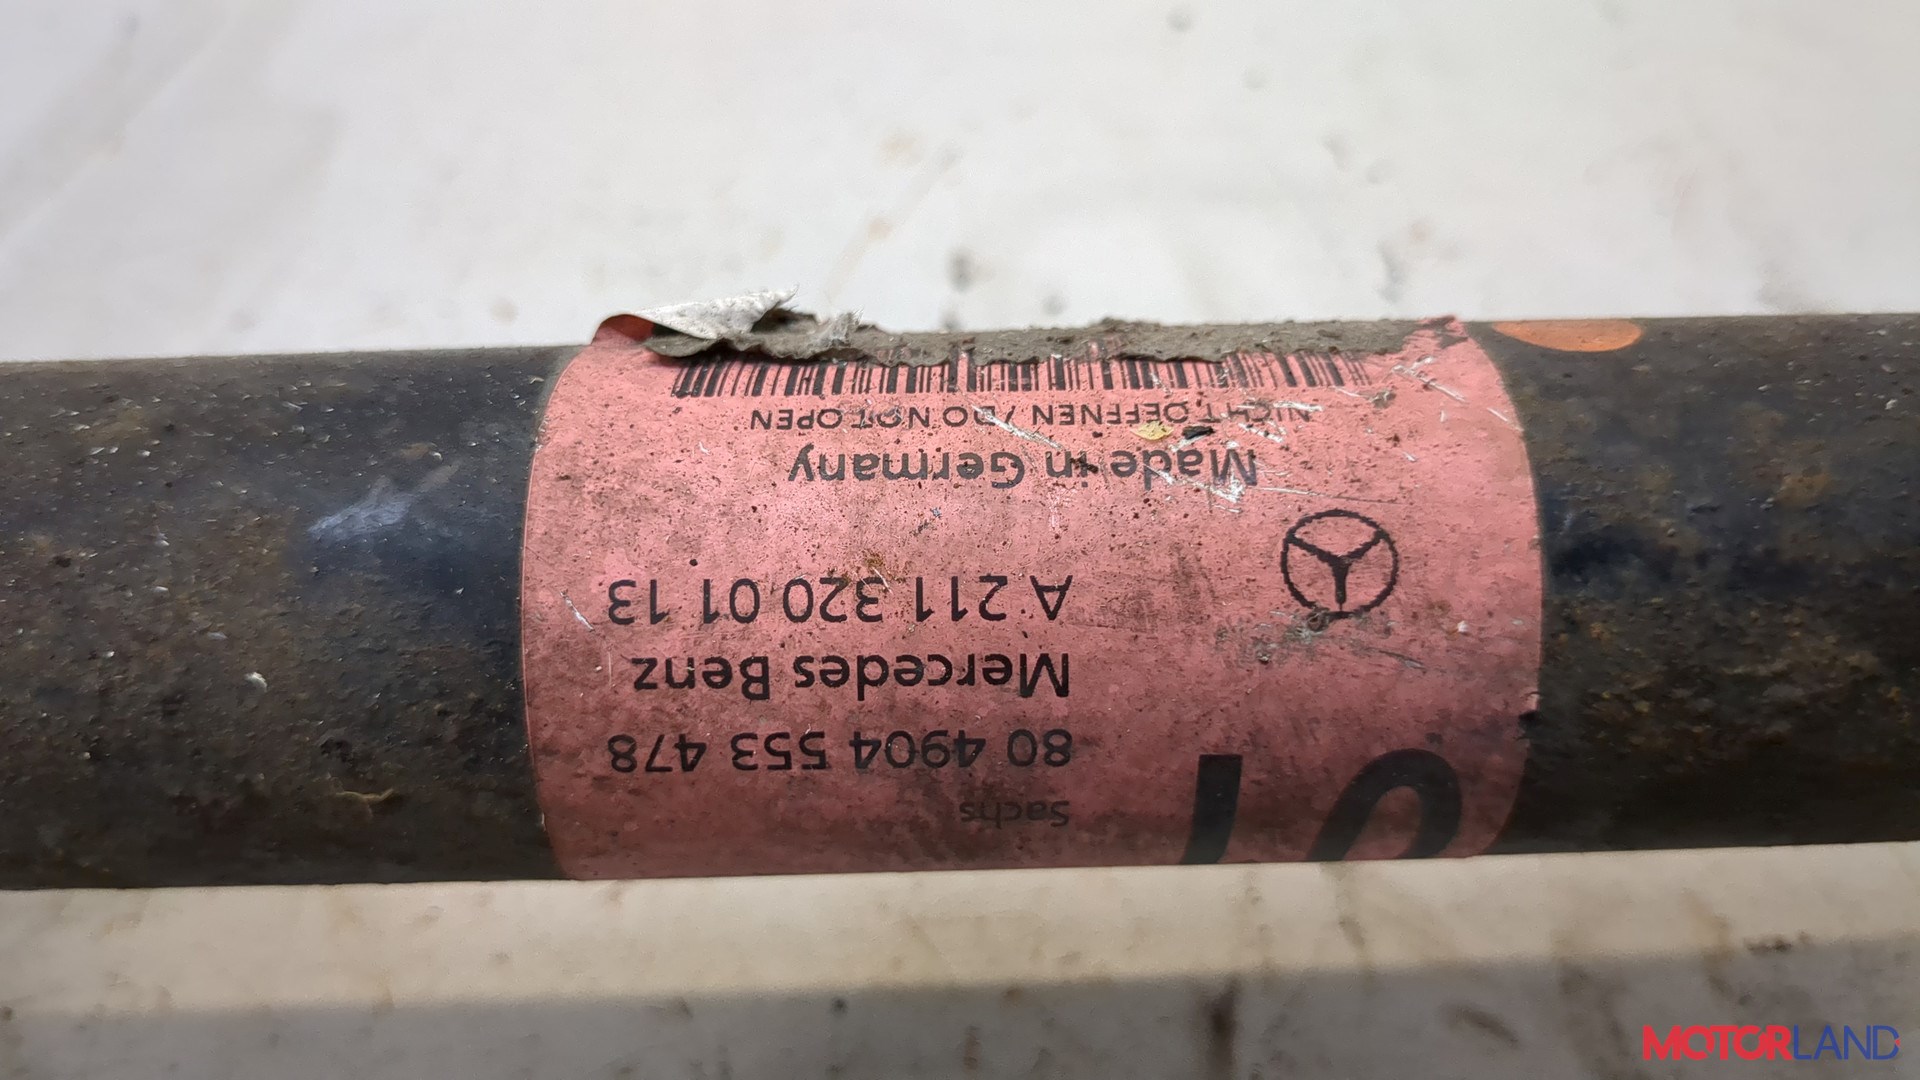 Sachs
80 4904 553 478
Mercedes Benz
A 211 320 01 13
Made in Germany
NICHT OEFFNEN / DO NOT OPEN
MOTORLAND